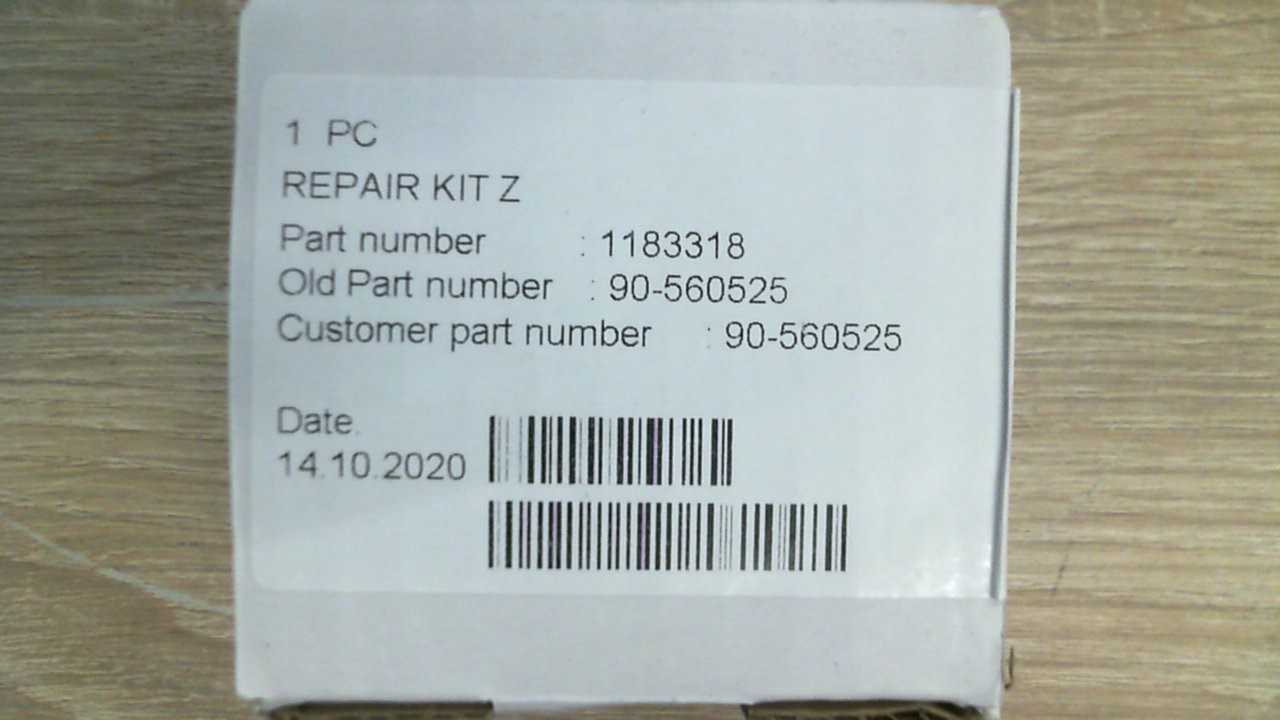 1 PC
REPAIR KIT Z
Part number : 1183318
Old Part number : 90-560525
Customer part number : 90-560525
Date
14.10.2020